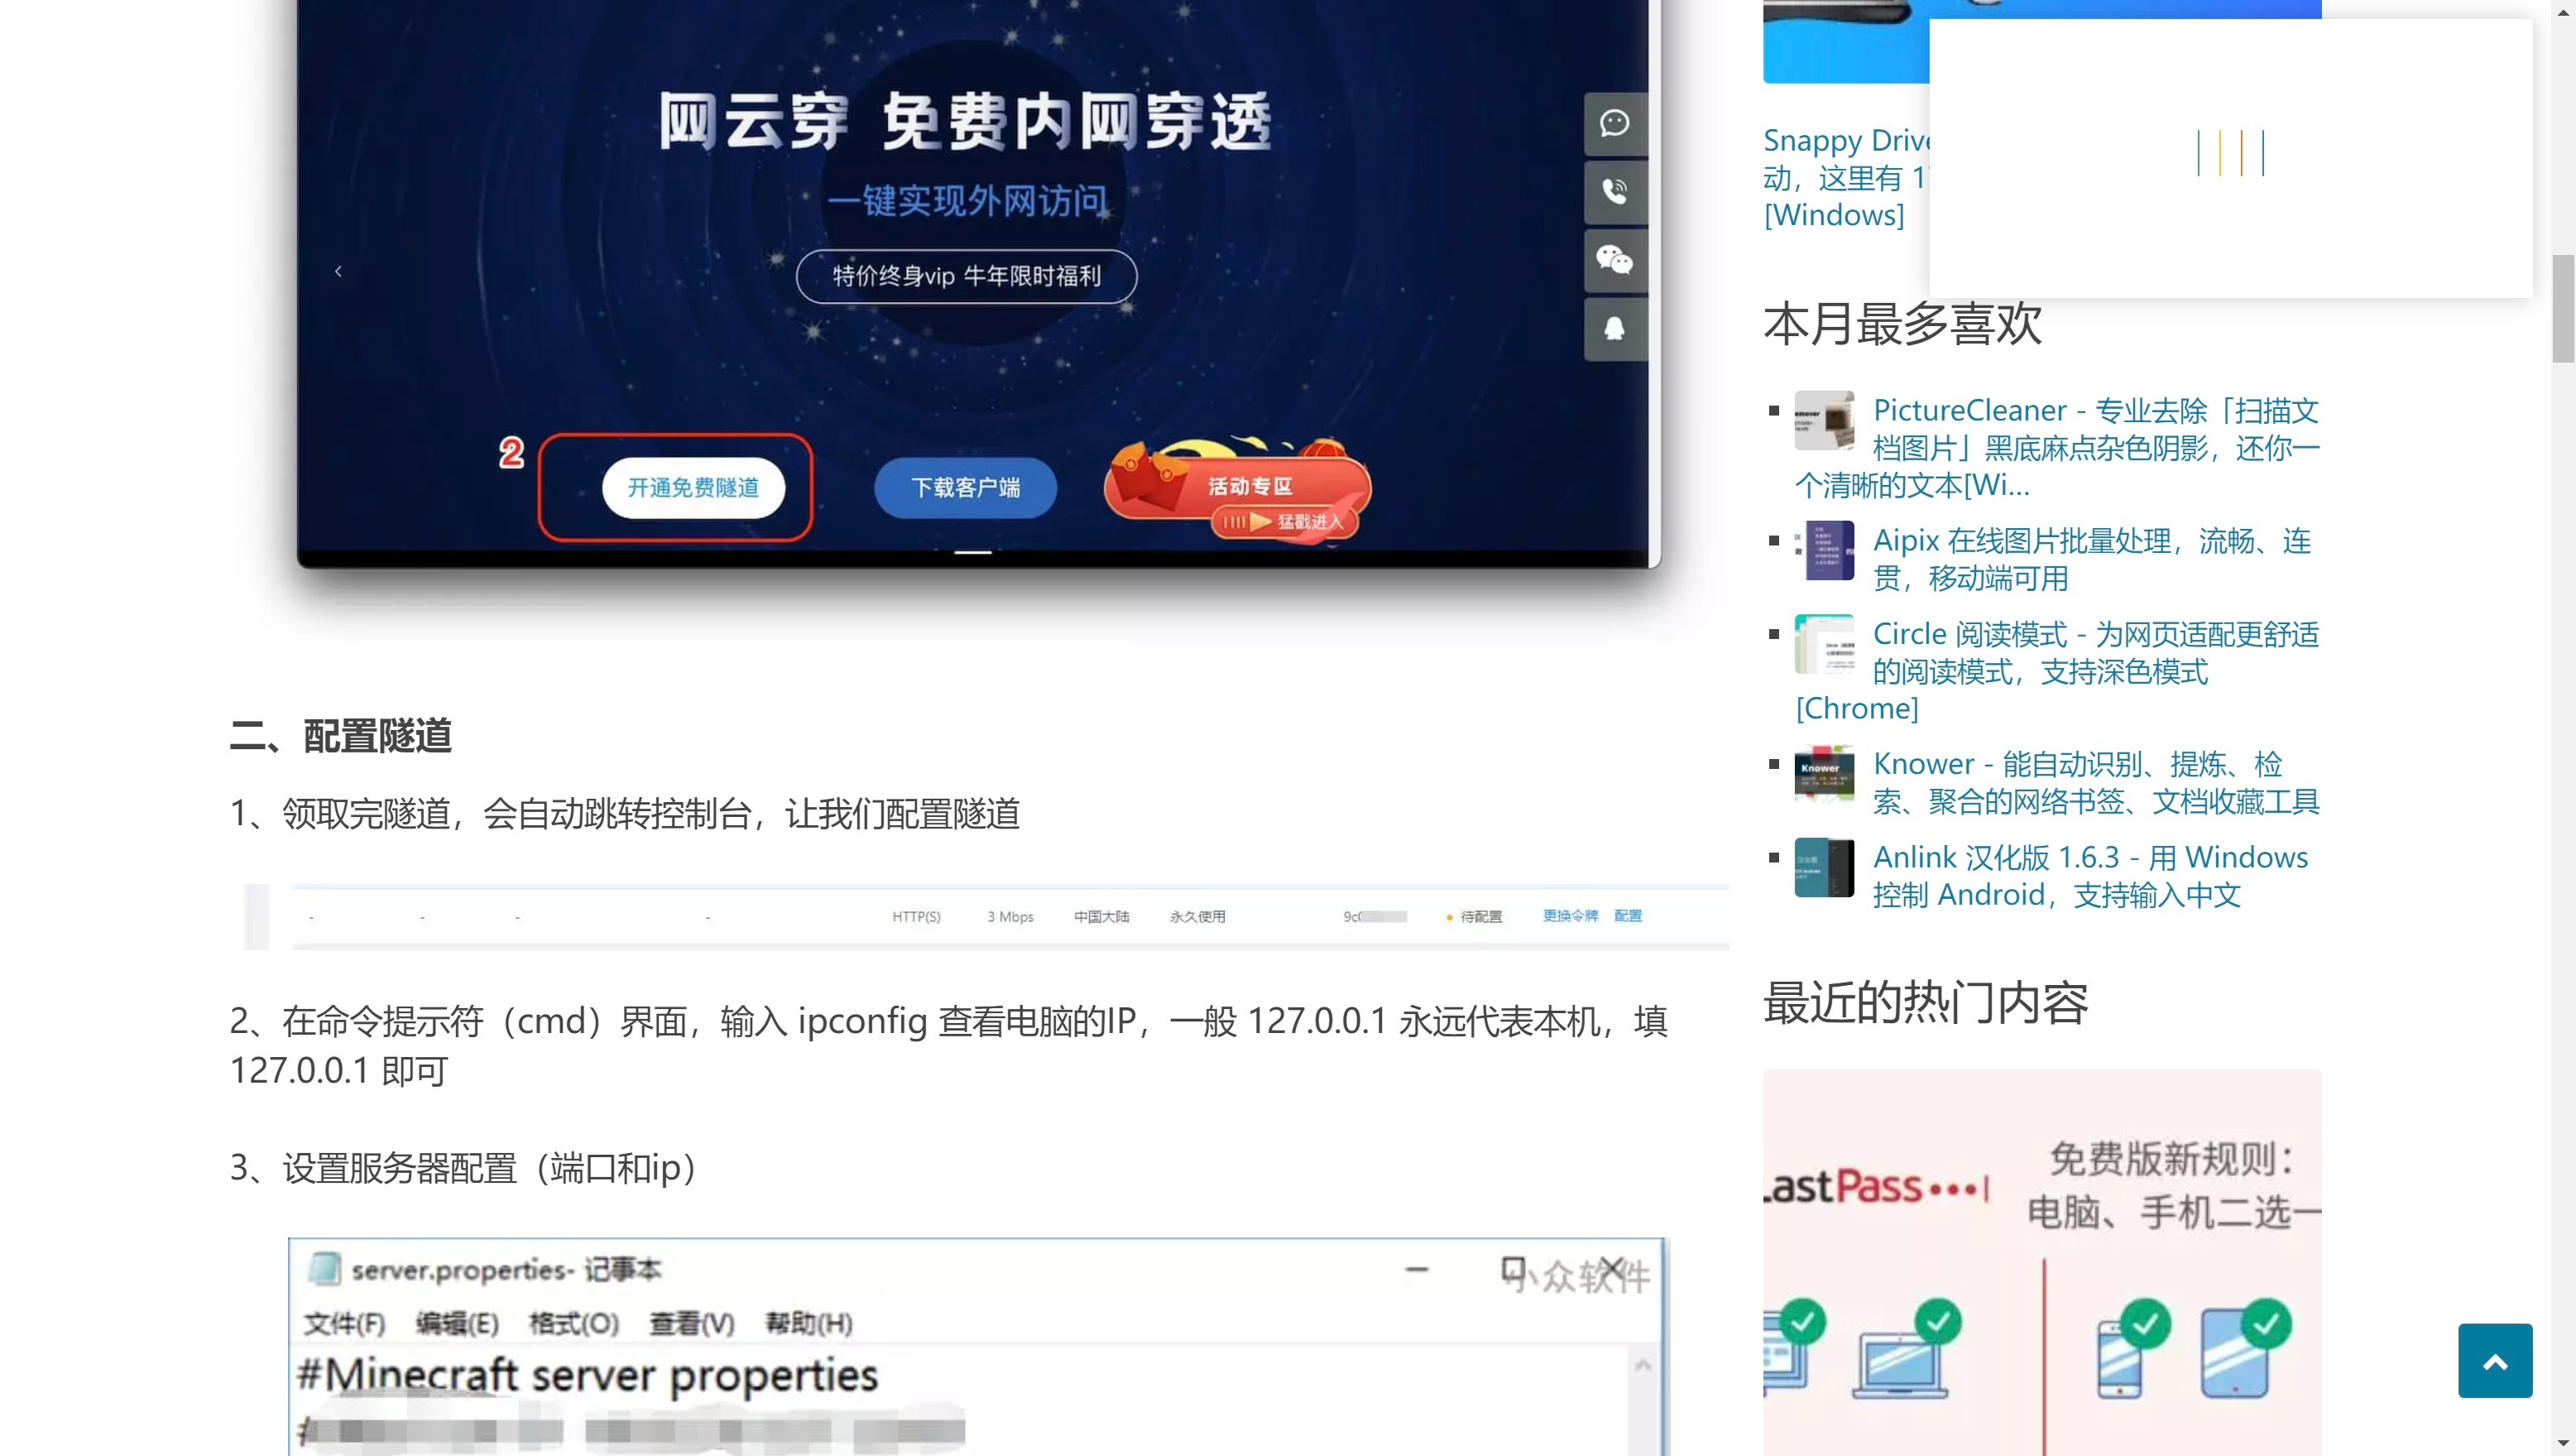 网云穿 免费内网穿透
一键实现外网访问
特价终身vip 牛年限时福利
2
开通免费隧道
下载客户端
活动专区
猛戳进入
二、配置隧道
1、领取完隧道，会自动跳转控制台，让我们配置隧道
- - - - HTTP(S) 3 Mbps 中国大陆 永久使用 待配置 更换令牌 配置
2、在命令提示符（cmd）界面，输入 ipconfig 查看电脑的IP，一般 127.0.0.1 永远代表本机，填
127.0.0.1 即可
3、设置服务器配置（端口和ip）
server.properties- 记事本
小众软件
文件(F) 编辑(E) 格式(O) 查看(V) 帮助(H)
#Minecraft server properties
#
Snappy
动，这里有
[Windows]
本月最多喜欢
PictureCleaner - 专业去除「扫描文
档图片」黑底麻点杂色阴影，还你一
个清晰的文本[Wi...
Aipix 在线图片批量处理，流畅、连
贯，移动端可用
Circle 阅读模式 - 为网页适配更舒适
的阅读模式，支持深色模式
[Chrome]
Knower
Knower - 能自动识别、提炼、检
索、聚合的网络书签、文档收藏工具
Anlink 汉化版 1.6.3 - 用 Windows
控制 Android，支持输入中文
最近的热门内容
免费版新规则：
LastPass
电脑、手机二选一